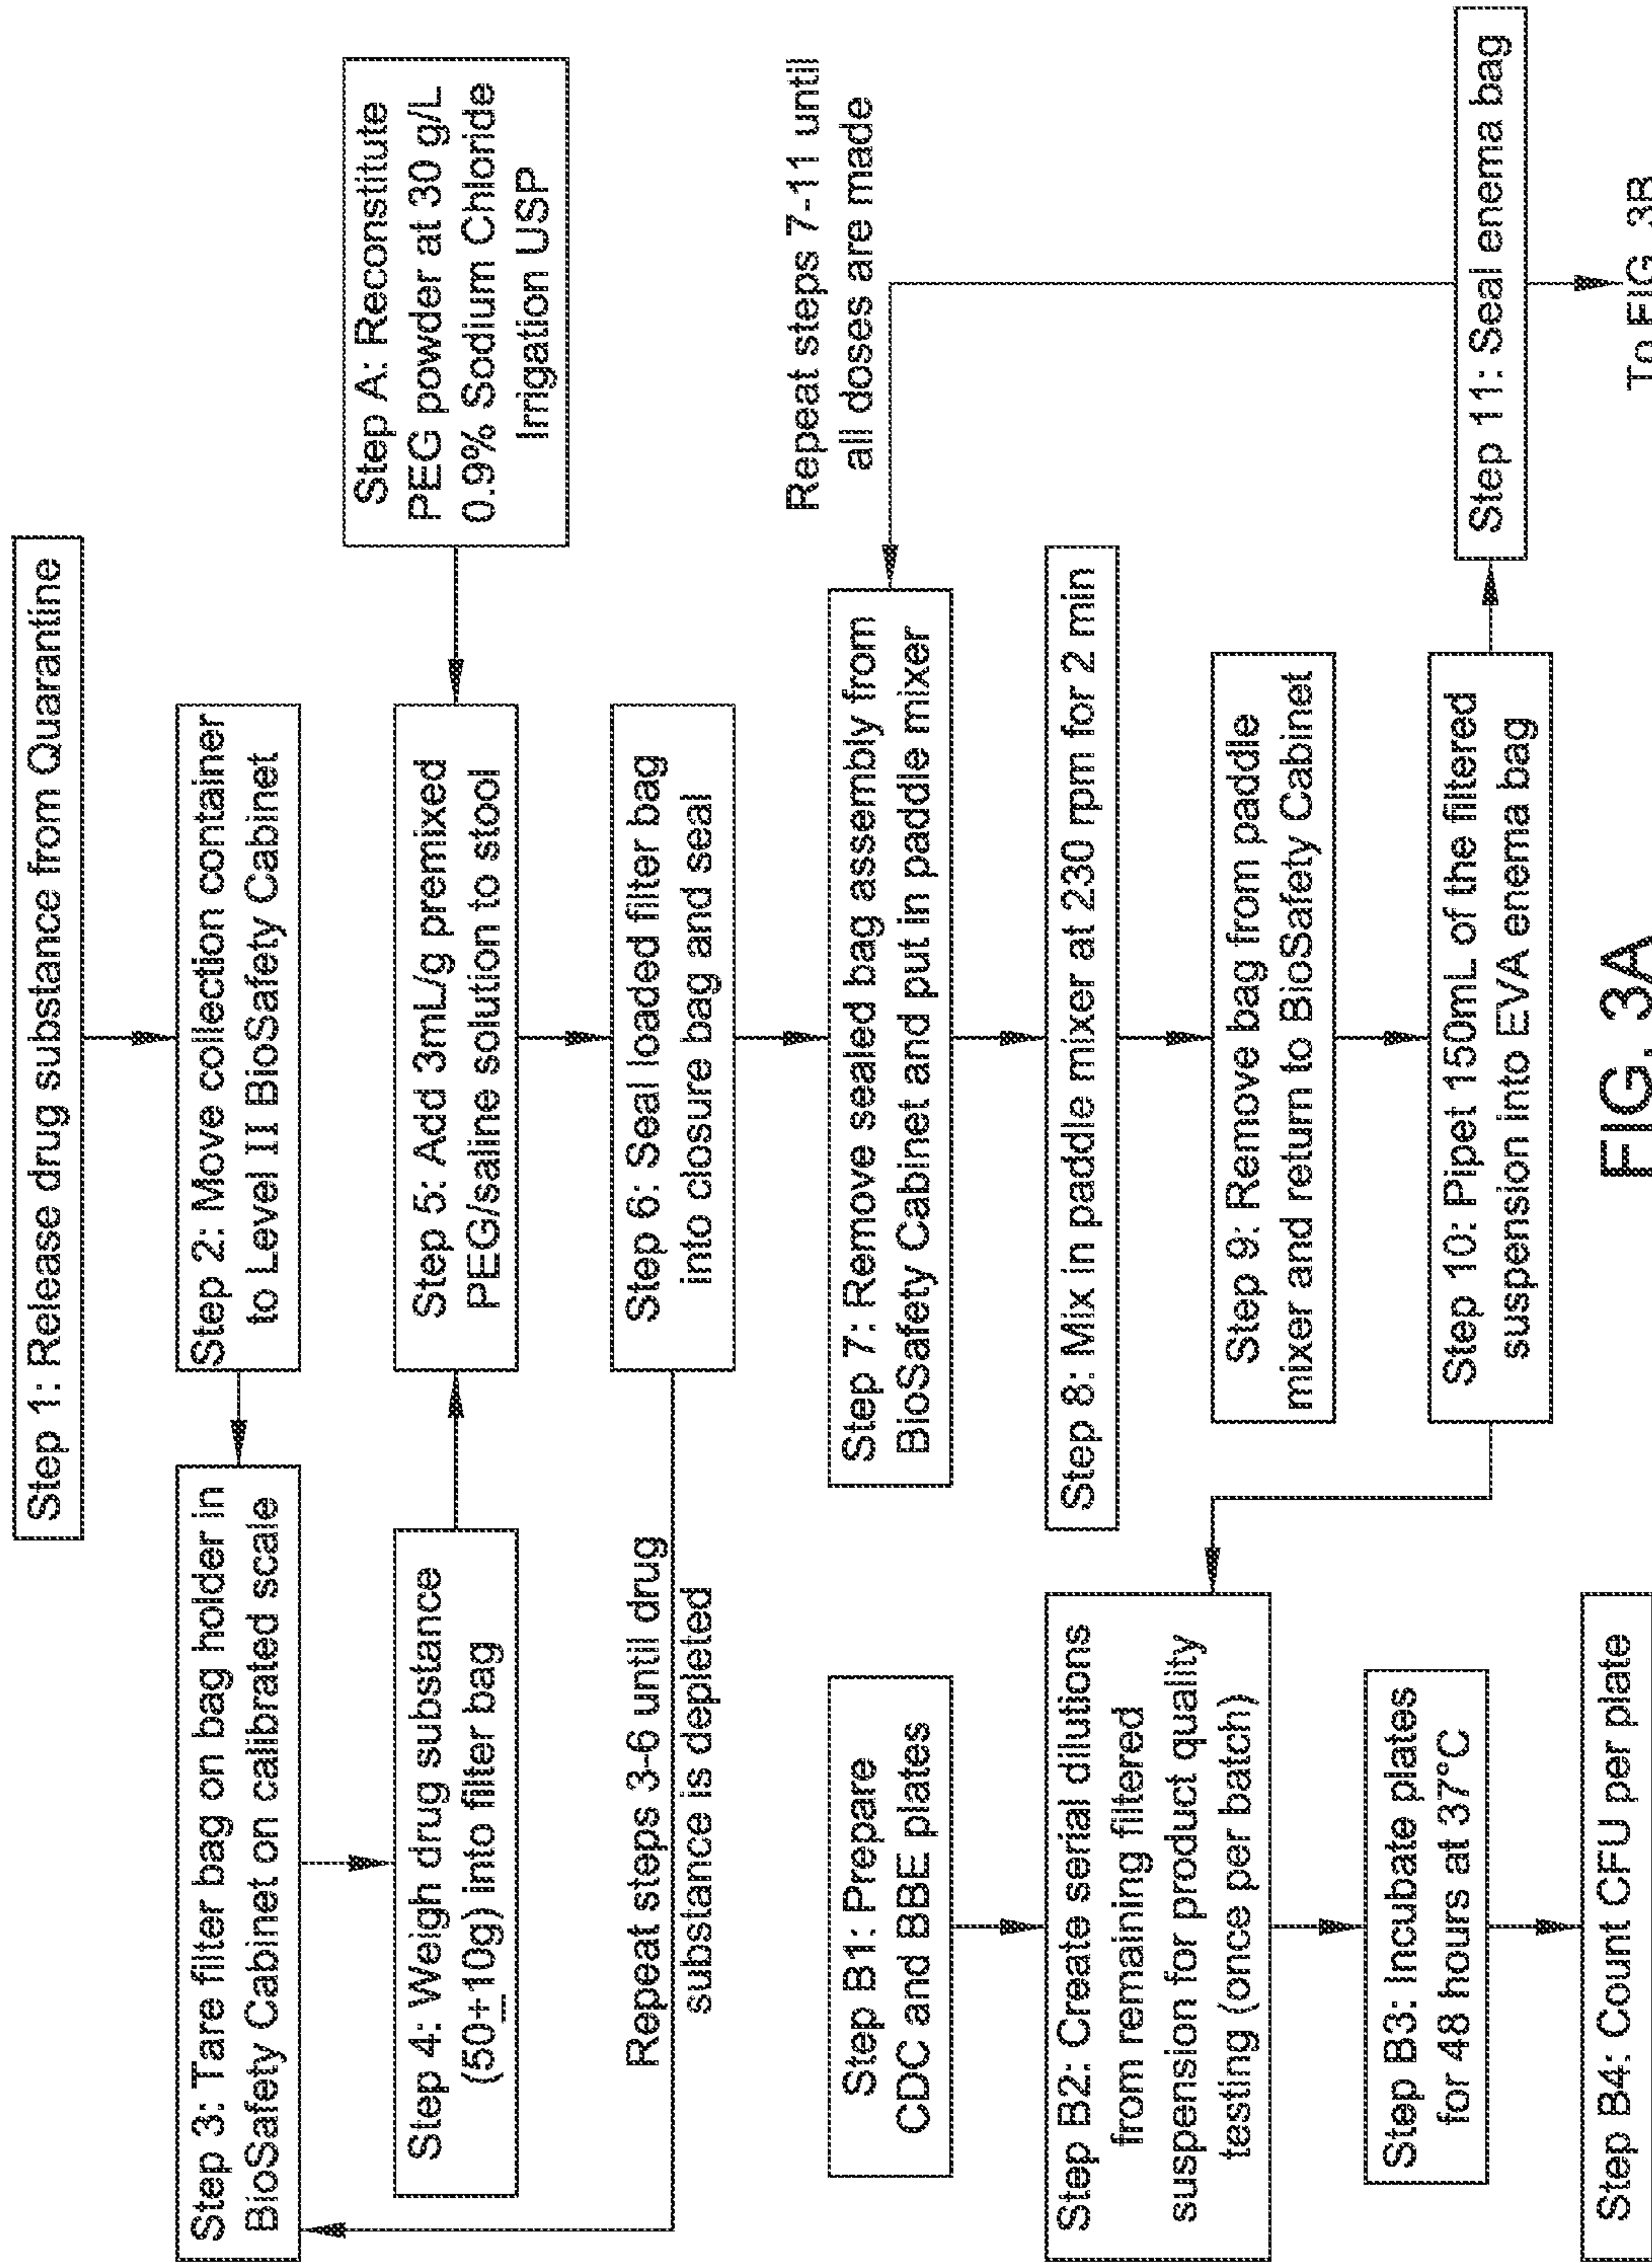 Step 1: Release drug substance from Quarantine
Step 2: Move collection container
to Level III BioSafety Cabinet
Step 3: Tare filter bag on bag holder in
BioSafety Cabinet on calibrated scale
Step 4: Weigh drug substance
(50±10g) into filter bag
Step 5: Add 3mL/g premixed
PEG/saline solution to stool
Step A: Reconstitute
PEG powder at 30 g/L
0.9% Sodium Chloride
Irrigation USP
Step 6: Seal loaded filter bag
into closure bag and seal
Repeat steps 3-6 until drug
substance is depleted
Step 7: Remove sealed bag assembly from
BioSafety Cabinet and put in paddle mixer
Repeat steps 7-11 until
all doses are made
Step 8: Mix in paddle mixer at 230 rpm for 2 min
Step 9: Remove bag from paddle
mixer and return to BioSafety Cabinet
Step 10: Pipet 150mL of the filtered
suspension into EVA enema bag
Step 11: Seal enema bag
To FIG. 3B
Step B1: Prepare
CDC and BBE plates
Step B2: Create serial dilutions
from remaining filtered
suspension for product quality
testing (once per batch)
Step B3: Incubate plates
for 48 hours at 37°C
Step B4: Count CFU per plate
FIG. 3A